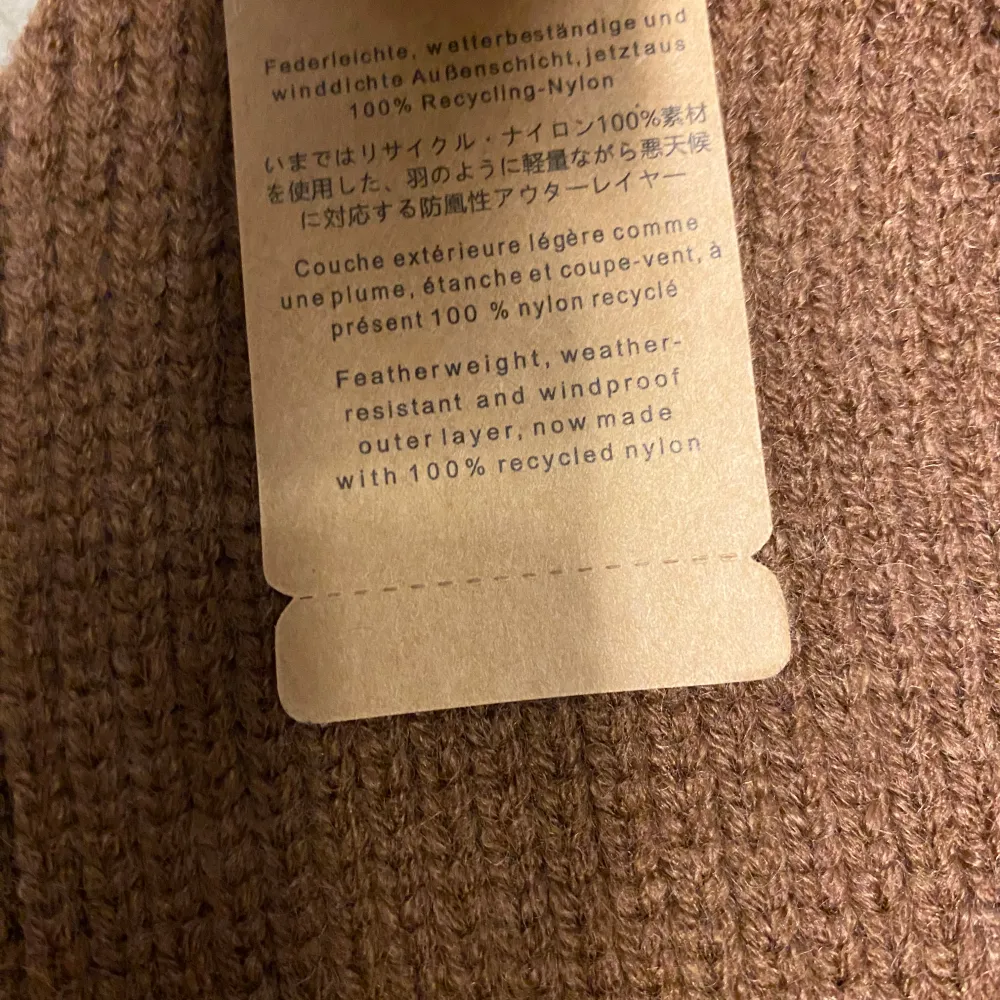 Federleichte, wetterbeständige und
winddichte Außenschicht, jetztaus
100% Recycling-Nylon
いまではリサイクル・ナイロン100%素材
を使用した、羽のように軽量ながら悪天候
に対応する防風性アウターレイヤー
Couche extérieure légère comme
une plume, étanche et coupe-vent, à
présent 100 % nylon recyclé
Featherweight, weather-
resistant and windproof
outer layer, now made
with 100% recycled nylon